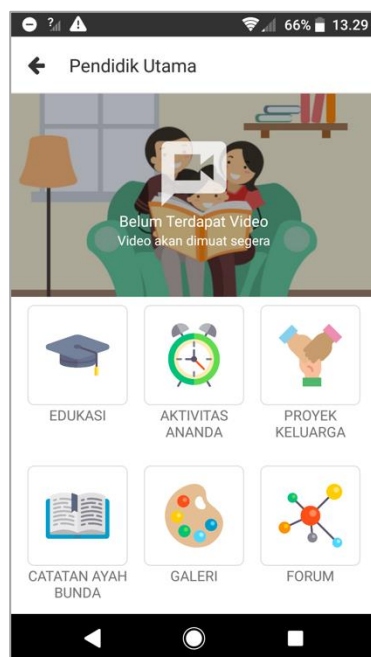 66% 13.29
Pendidik Utama
Belum Terdapat Video
Video akan dimuat segera
EDUKASI
AKTIVITAS
ANANDA
PROYEK
KELUARGA
CATATAN AYAH
BUNDA
GALERI
FORUM